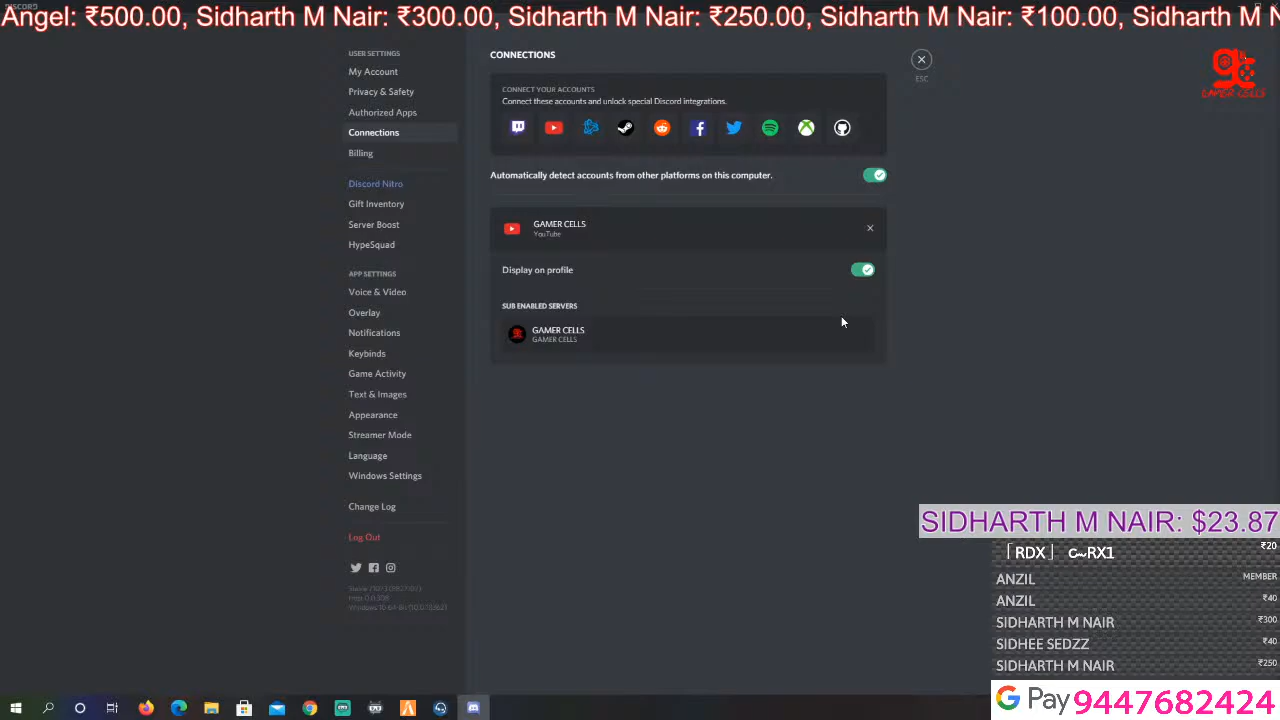 DISCORD
Angel: ₹500.00, Sidharth M Nair: ₹300.00, Sidharth M Nair: ₹250.00, Sidharth M Nair: ₹100.00, Sidharth M N
USER SETTINGS
My Account
Privacy & Safety
Authorized Apps
Connections
Billing
Discord Nitro
Gift Inventory
Server Boost
HypeSquad
APP SETTINGS
Voice & Video
Overlay
Notifications
Keybinds
Game Activity
Text & Images
Appearance
Streamer Mode
Language
Windows Settings
Change Log
Log Out
CONNECTIONS
ESC
CONNECT YOUR ACCOUNTS
Connect these accounts and unlock special Discord integrations.
Automatically detect accounts from other platforms on this computer.
GAMER CELLS
YouTube
Display on profile
SUB ENABLED SERVERS
GAMER CELLS
GAMER CELLS
GAMER CELLS
SIDHARTH M NAIR: $23.87
「RDX」 ᓚRX1 ₹20
ANZIL MEMBER
ANZIL ₹40
SIDHARTH M NAIR ₹300
SIDHEE SEDZZ ₹40
SIDHARTH M NAIR ₹250
G Pay 9447682424